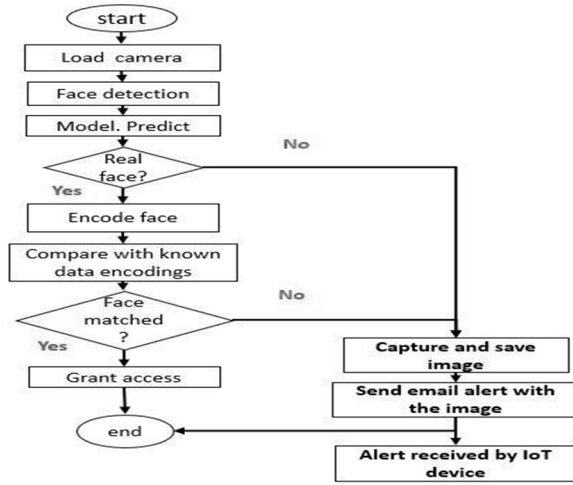 start
Load camera
Face detection
Model. Predict
Real
face?
No
Yes
Encode face
Compare with known
data encodings
Face
matched
?
No
Yes
Grant access
end
Capture and save
image
Send email alert with
the image
Alert received by IoT
device